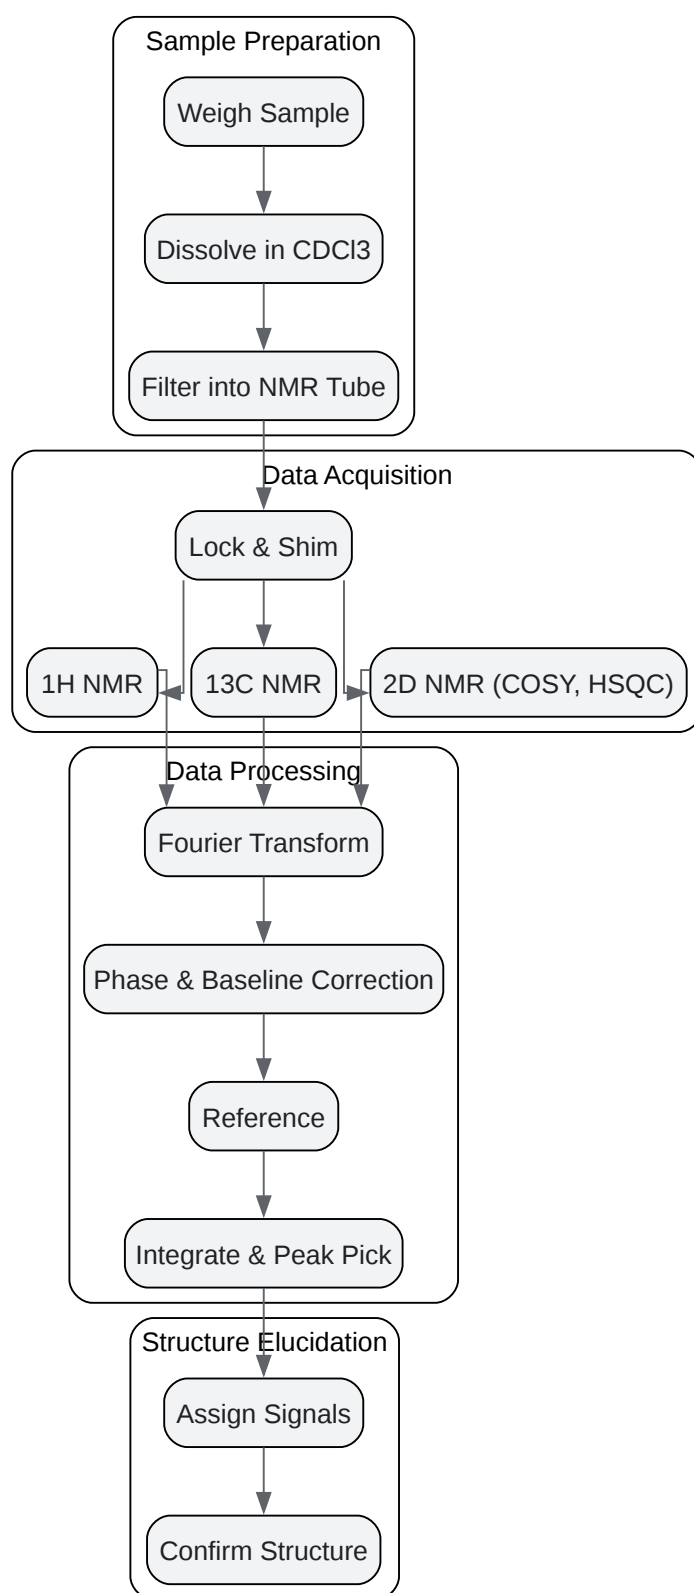 Sample Preparation
Weigh Sample
Dissolve in CDCl3
Filter into NMR Tube
Data Acquisition
Lock & Shim
1H NMR
13C NMR
2D NMR (COSY, HSQC)
Data Processing
Fourier Transform
Phase & Baseline Correction
Reference
Integrate & Peak Pick
Structure Elucidation
Assign Signals
Confirm Structure